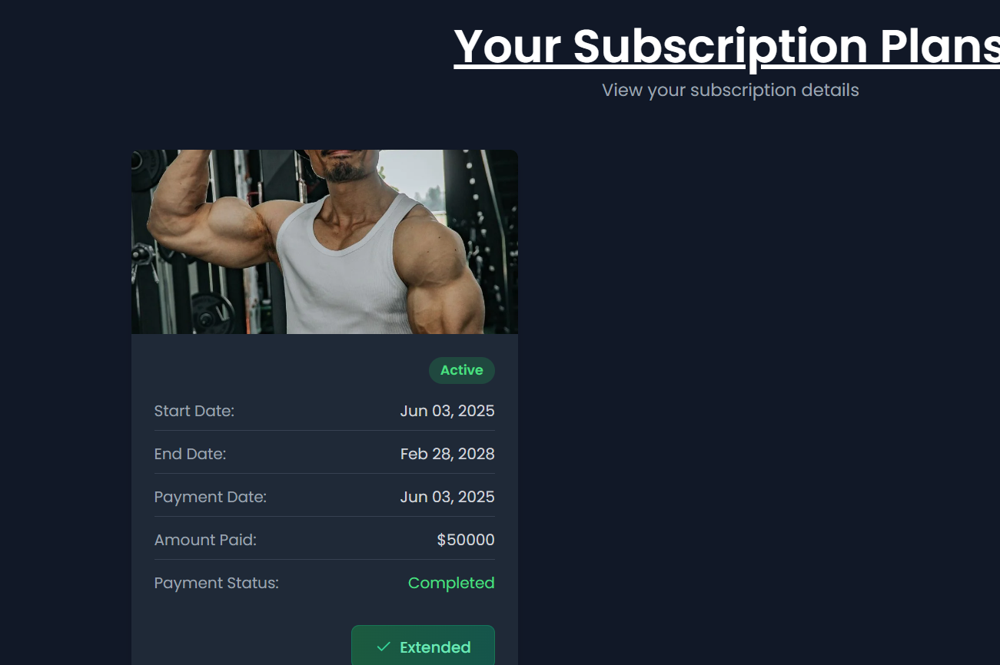 Your Subscription Plans
View your subscription details
Active
Start Date: Jun 03, 2025
End Date: Feb 28, 2028
Payment Date: Jun 03, 2025
Amount Paid: $50000
Payment Status: Completed
Extended